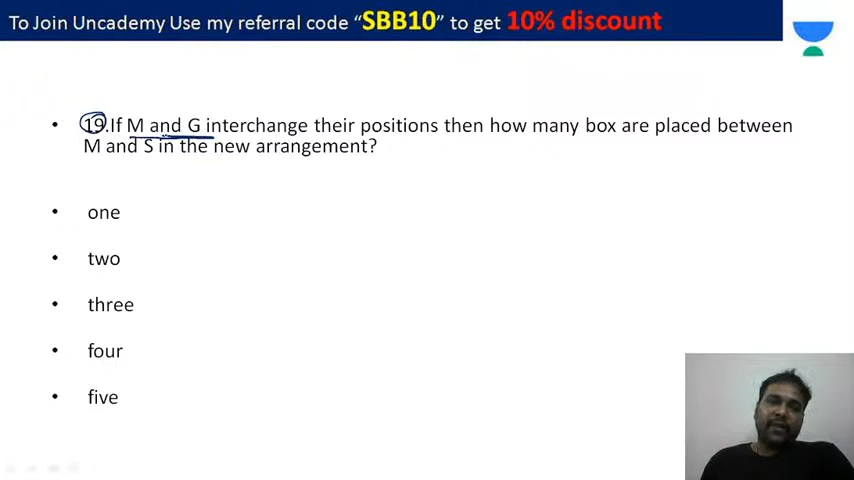 To Join Uncademy Use my referral code “SBB10” to get 10% discount
• 19.If M and G interchange their positions then how many box are placed between
M and S in the new arrangement?
• one
• two
• three
• four
• five